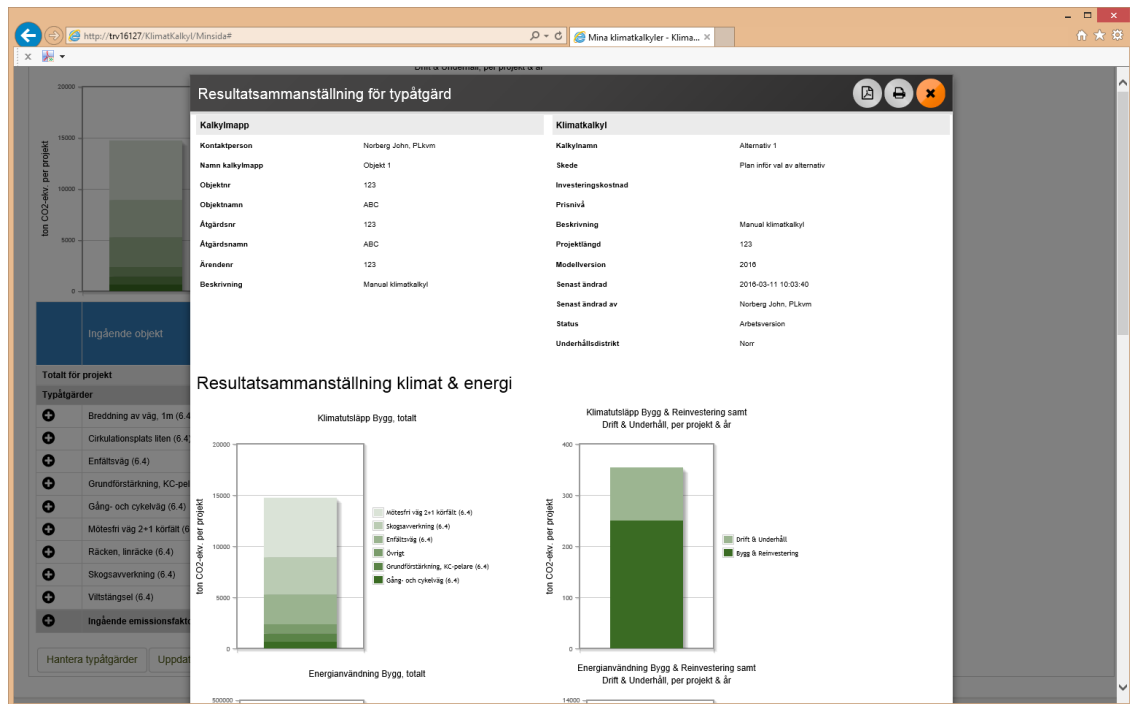 http://trv16127/KlimatKalkyl/Minsida#
Mina klimatkalkyler - Klima...
Drift & Underhåll, per projekt & år
20000
15000
10000
5000
0
ton CO2-ekv. per projekt
Ingående objekt
Totalt för projekt
Typåtgärder
Breddning av väg, 1m (6.4
Cirkulationsplats liten (6.4)
Enfältsväg (6.4)
Grundförstärkning, KC-pel
Gång- och cykelväg (6.4)
Mötesfri väg 2+1 körfält (6
Räcken, linräcke (6.4)
Skogsavverkning (6.4)
Viltstängsel (6.4)
Ingående emissionsfakto
Hantera typåtgärder
Uppdat
Resultatsammanställning för typåtgärd
Kalkylmapp
Kontaktperson Norberg John, PLkvm
Namn kalkylmapp Objekt 1
Objektnr 123
Objektnamn ABC
Åtgärdsnr 123
Åtgärdsnamn ABC
Ärendenr 123
Beskrivning Manual klimatkalkyl
Klimatkalkyl
Kalkylnamn Alternativ 1
Skede Plan inför val av alternativ
Investeringskostnad
Prisnivå
Beskrivning Manual klimatkalkyl
Projektlängd 123
Modellversion 2016
Senast ändrad 2016-03-11 10:03:40
Senast ändrad av Norberg John, PLkvm
Status Arbetsversion
Underhållsdistrikt Norr
Resultatsammanställning klimat & energi
Klimatutsläpp Bygg, totalt
20000
15000
10000
5000
0
ton CO2-ekv. per projekt
Mötesfri väg 2+1 körfält (6.4)
Skogsavverkning (6.4)
Enfältsväg (6.4)
Övrigt
Grundförstärkning, KC-pelare (6.4)
Gång- och cykelväg (6.4)
Klimatutsläpp Bygg & Reinvestering samt
Drift & Underhåll, per projekt & år
400
300
200
100
0
ton CO2-ekv. per projekt
Drift & Underhåll
Bygg & Reinvestering
Energianvändning Bygg, totalt
500000
Energianvändning Bygg & Reinvestering samt
Drift & Underhåll, per projekt & år
14000